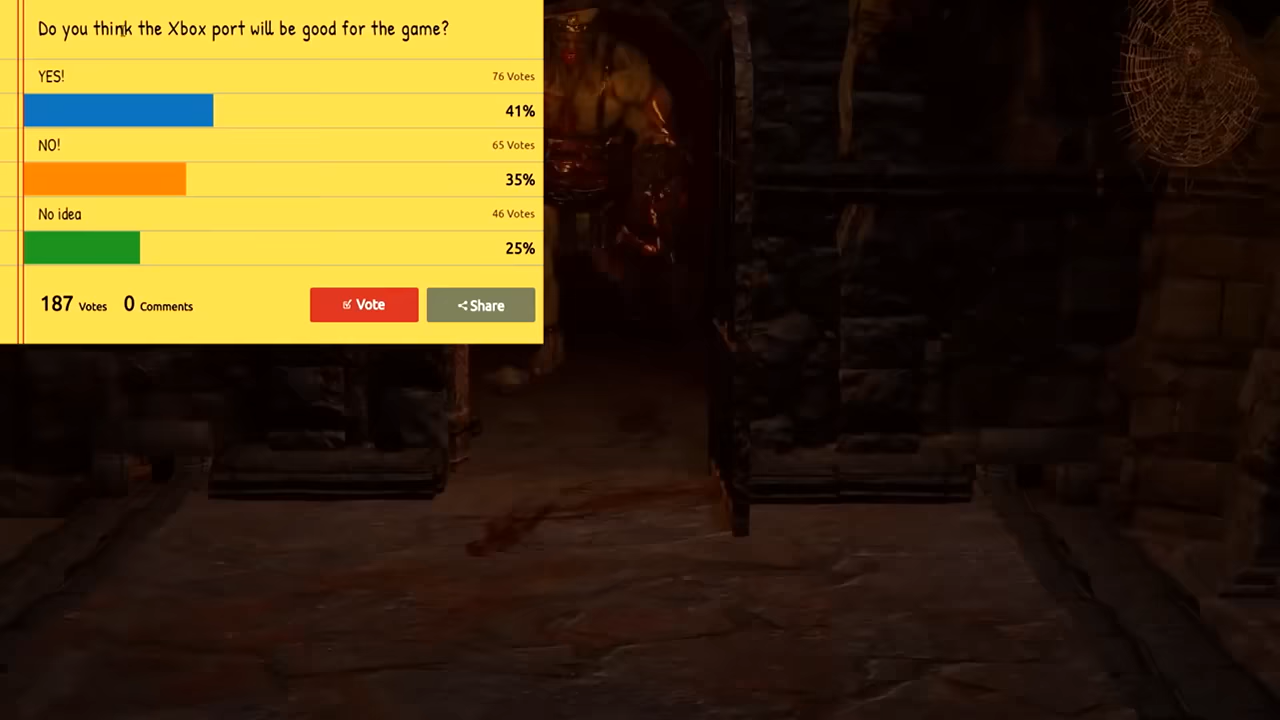 Do you think the Xbox port will be good for the game?
YES! 76 Votes
41%
NO! 65 Votes
35%
No idea 46 Votes
25%
187 Votes 0 Comments Vote Share